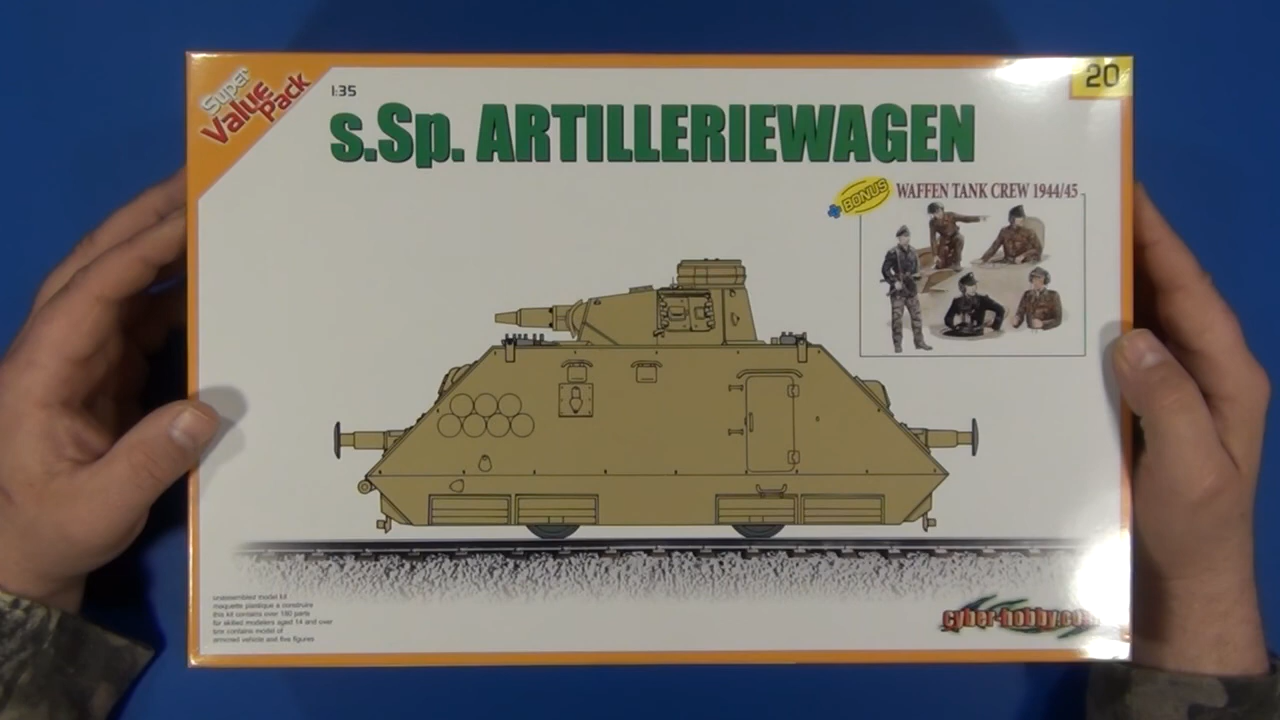 Super
Value
Pack
1:35
20
s.Sp. ARTILLERIEWAGEN
+ BONUS
WAFFEN TANK CREW 1944/45
unassembled model kit
maquette plastique a construire
this kit contains over 180 parts
für skilled modelers aged 14 and over
contains model of
armored vehicle and five figures
cyber-hobby.com